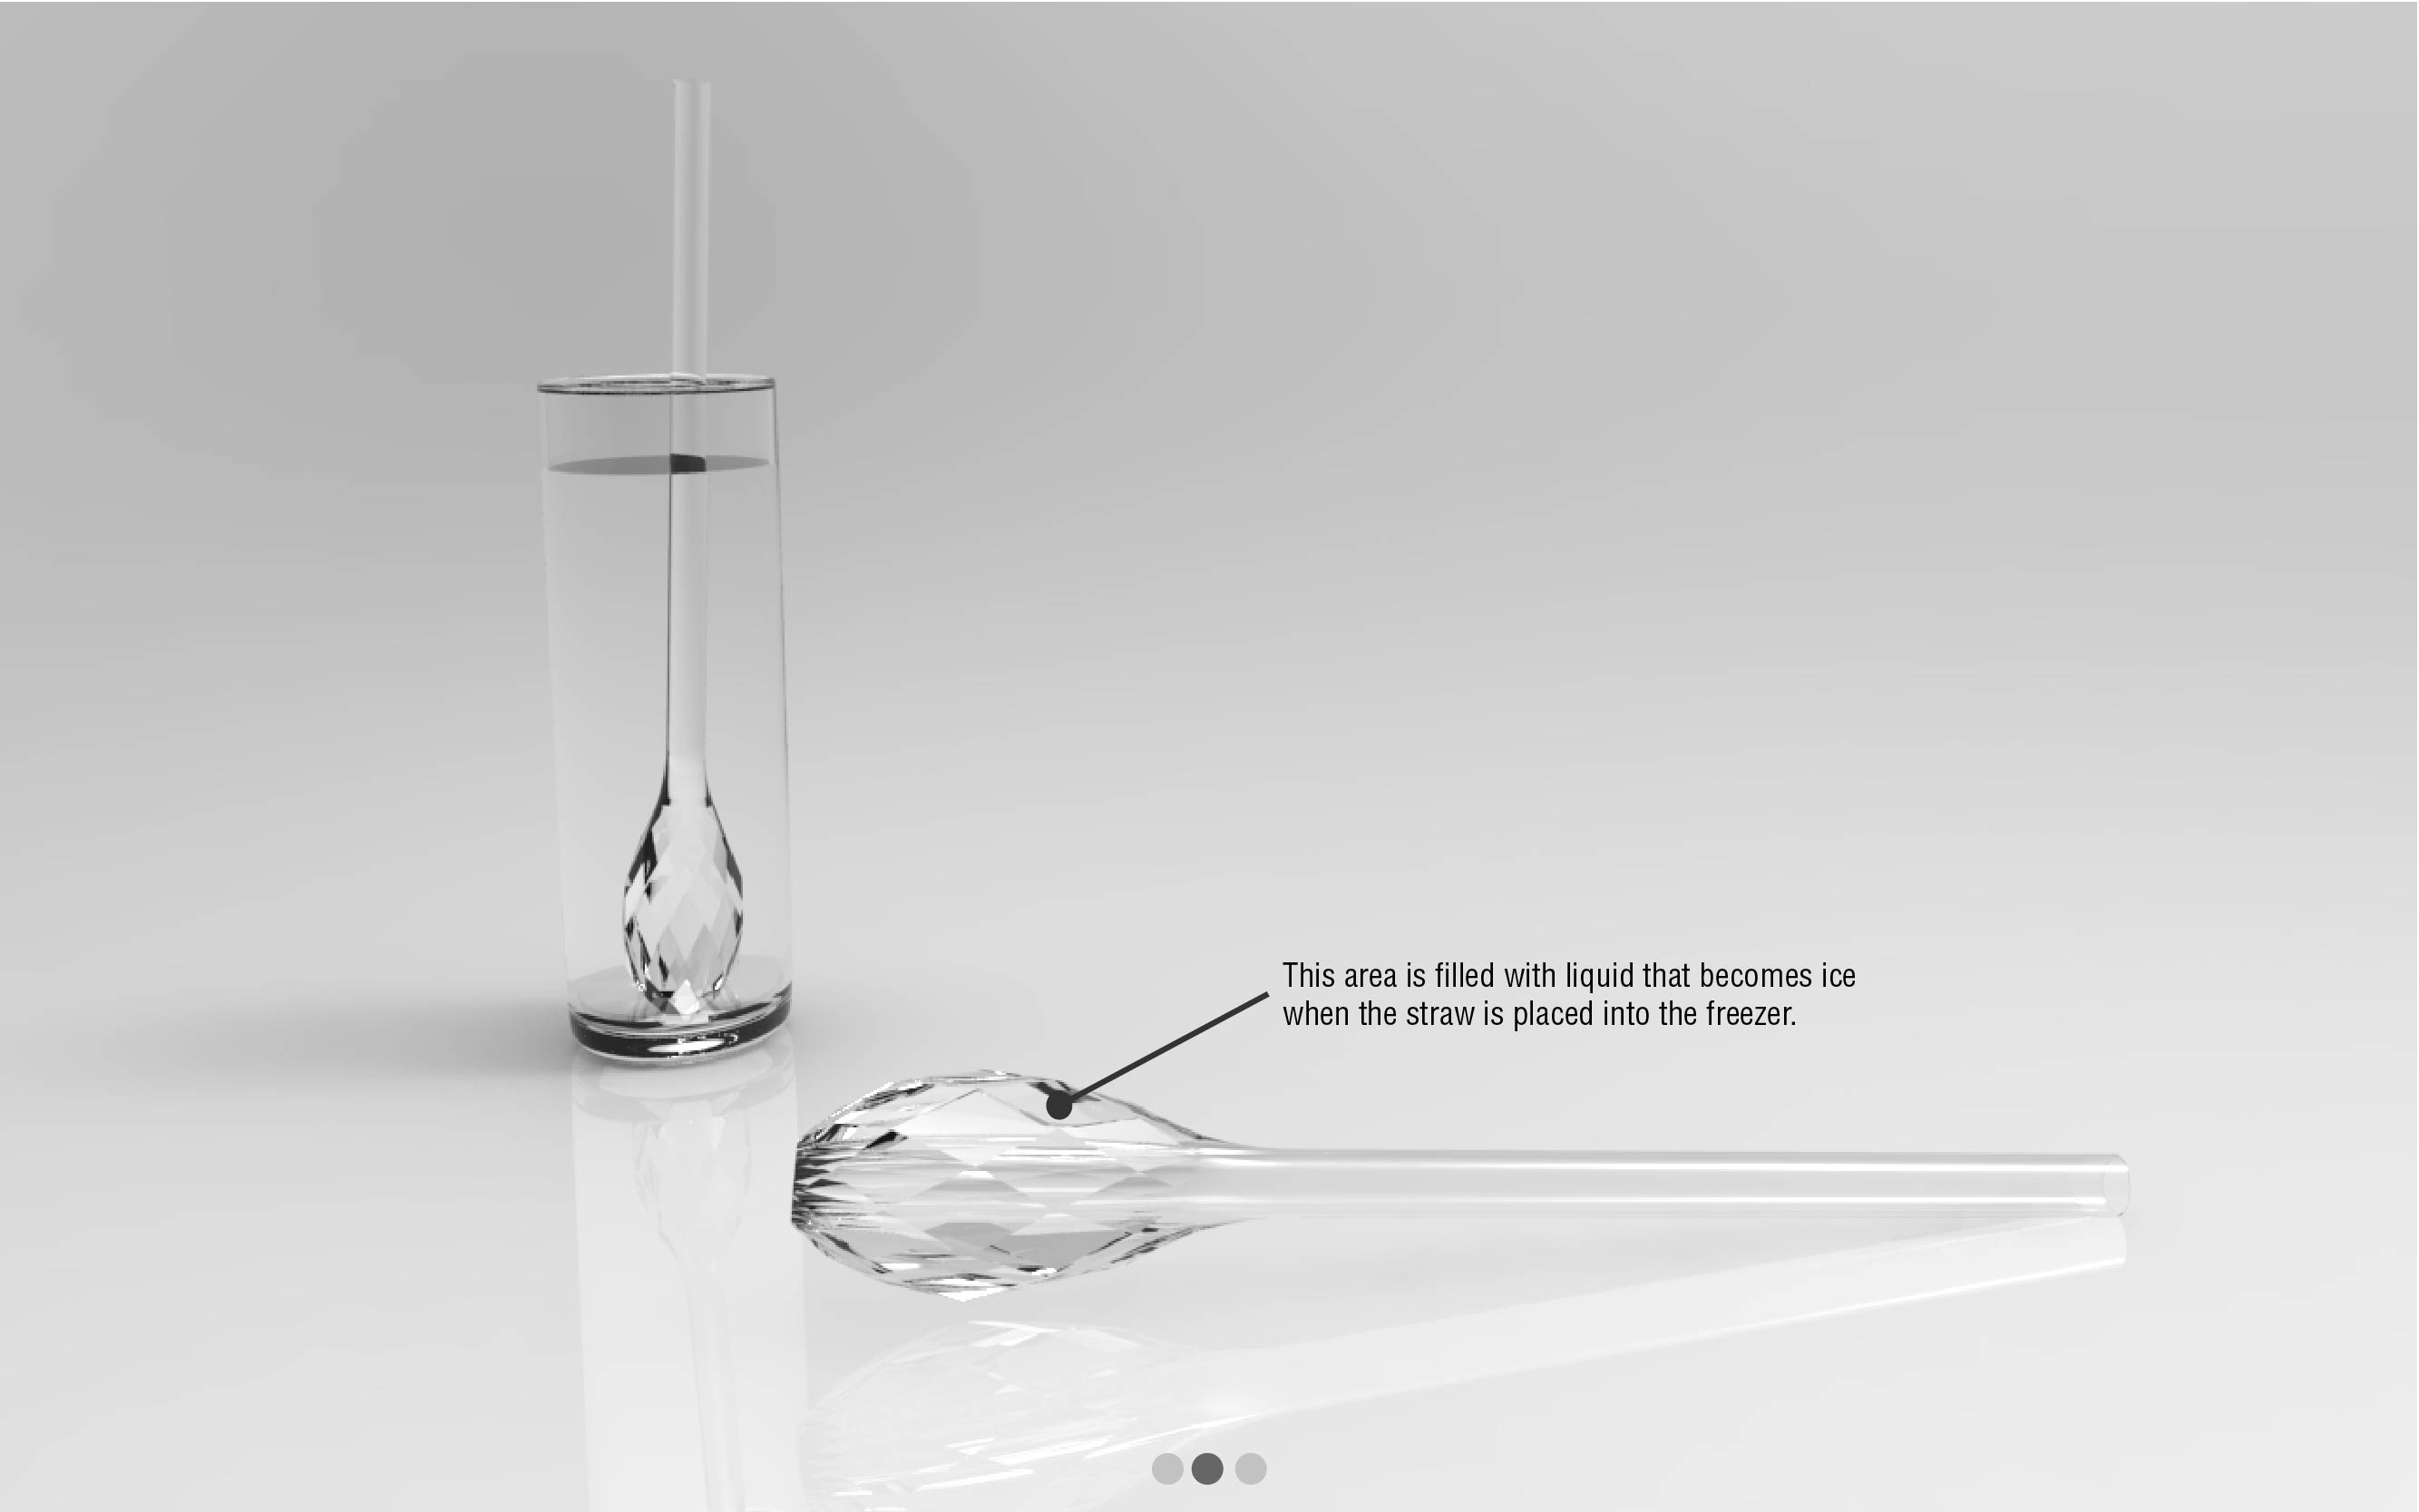 This area is filled with liquid that becomes ice
when the straw is placed into the freezer.